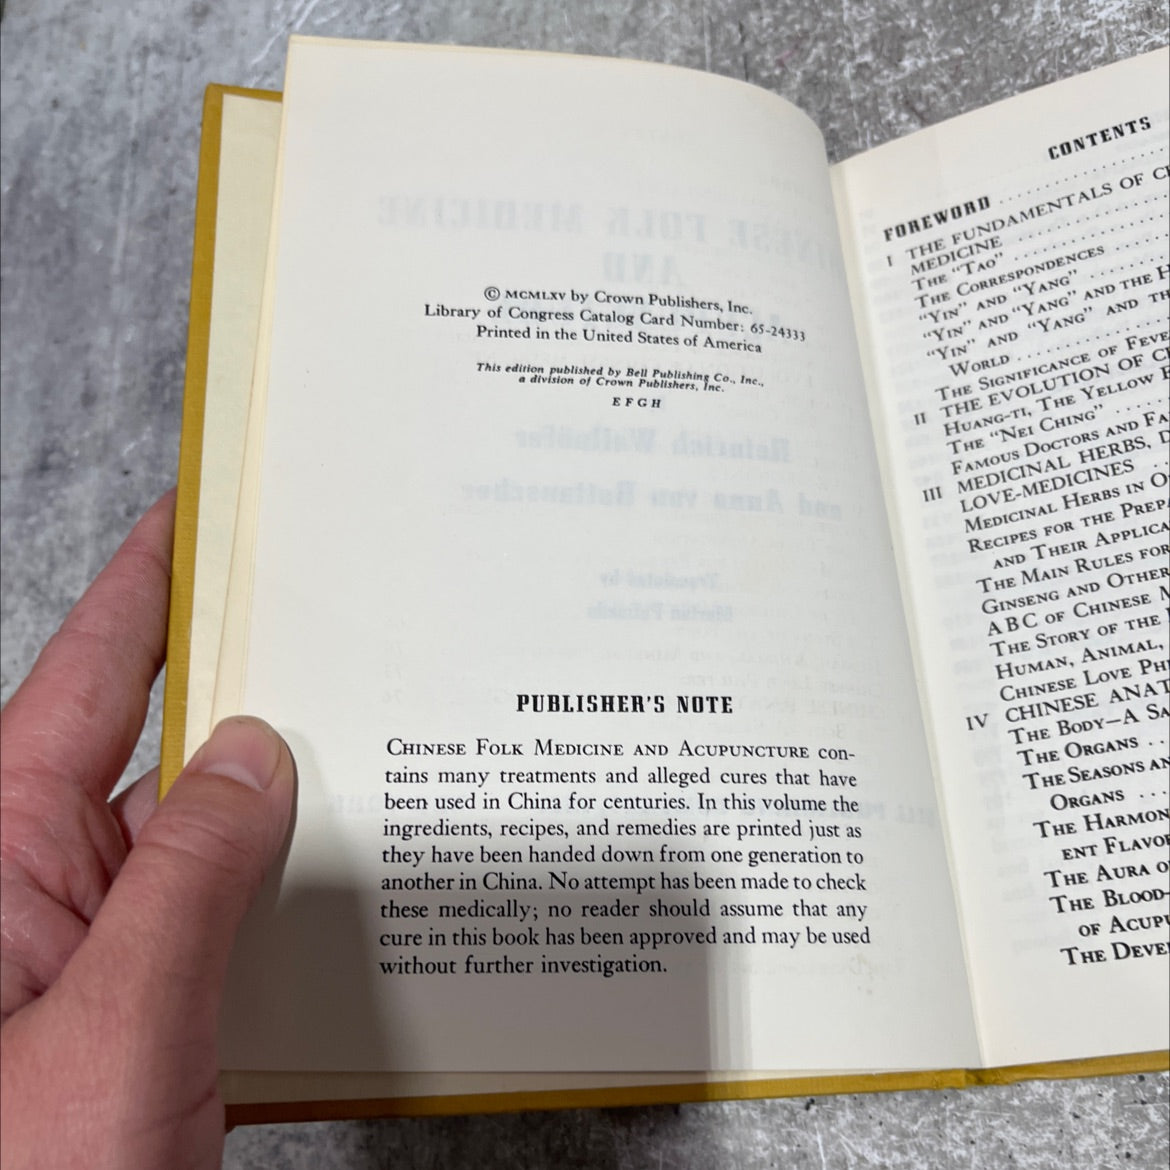 © MCMLXV by Crown Publishers, Inc.
Library of Congress Catalog Card Number: 65-24333
Printed in the United States of America
This edition published by Bell Publishing Co., Inc.,
a division of Crown Publishers, Inc.
E F G H
PUBLISHER'S NOTE
CHINESE FOLK MEDICINE AND ACUPUNCTURE con-
tains many treatments and alleged cures that have
been used in China for centuries. In this volume the
ingredients, recipes, and remedies are printed just as
they have been handed down from one generation to
another in China. No attempt has been made to check
these medically; no reader should assume that any
cure in this book has been approved and may be used
without further investigation.
CONTENTS
FOREWORD
I THE FUNDAMENTALS OF
MEDICINE
THE "TAO"
THE CORRESPONDENCES
"YIN" AND "YANG"
"YIN" AND "YANG" AND THE
"YIN" AND "YANG" AND
WORLD
THE SIGNIFICANCE OF
II THE EVOLUTION OF
HUANG-TI, THE YELLOW
THE "NEI CHING"
FAMOUS DOCTORS AND
III MEDICINAL HERBS,
LOVE-MEDICINES
MEDICINAL HERBS IN
RECIPES FOR THE
AND THEIR
THE MAIN RULES FOR
GINSENG AND OTHER
A B C OF CHINESE
THE STORY OF THE
HUMAN, ANIMAL,
CHINESE LOVE
IV CHINESE
THE BODY—A
THE ORGANS
THE SEASONS
ORGANS
THE
THE AURA
THE BLOOD-
OF
THE